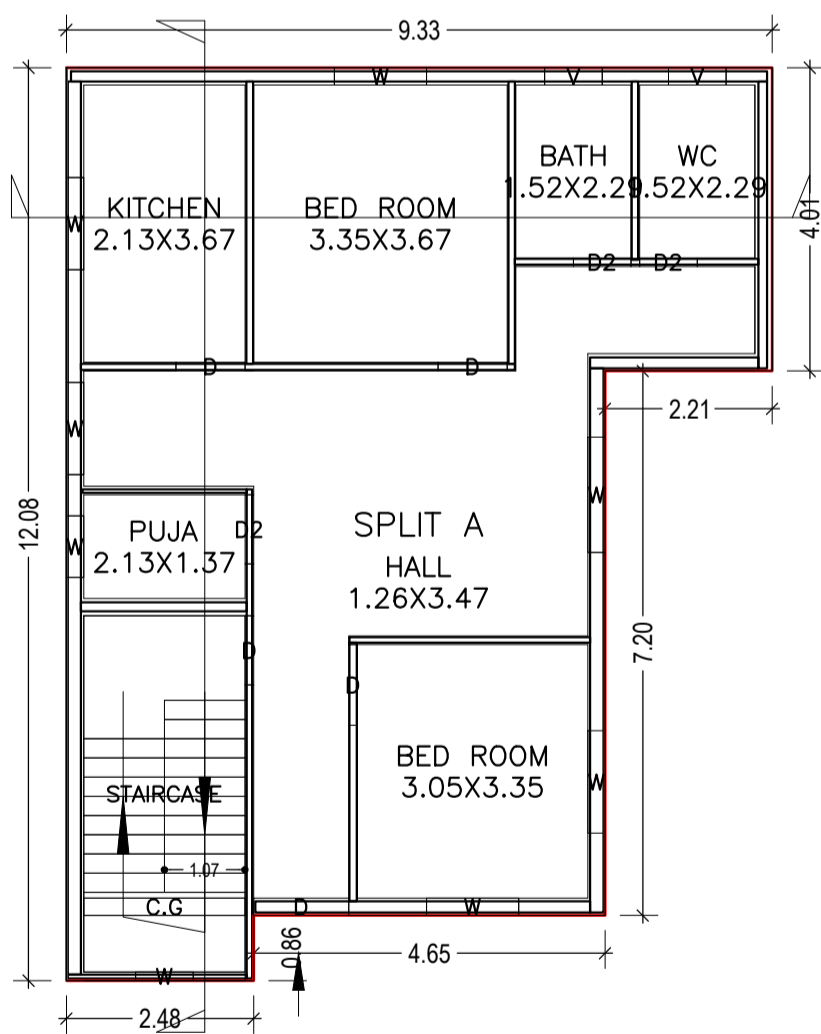 9.33
W
V
V
BATH
1.52X2.29
WC
1.52X2.29
KITCHEN
2.13X3.67
BED ROOM
3.35X3.67
W
4.01
D2
D2
D
D
2.21
W
W
12.08
PUJA
2.13X1.37
D2
W
SPLIT A
HALL
1.26X3.47
7.20
D
D
BED ROOM
3.05X3.35
W
STAIRCASE
1.07
C.G
D
W
0.86
4.65
W
2.48